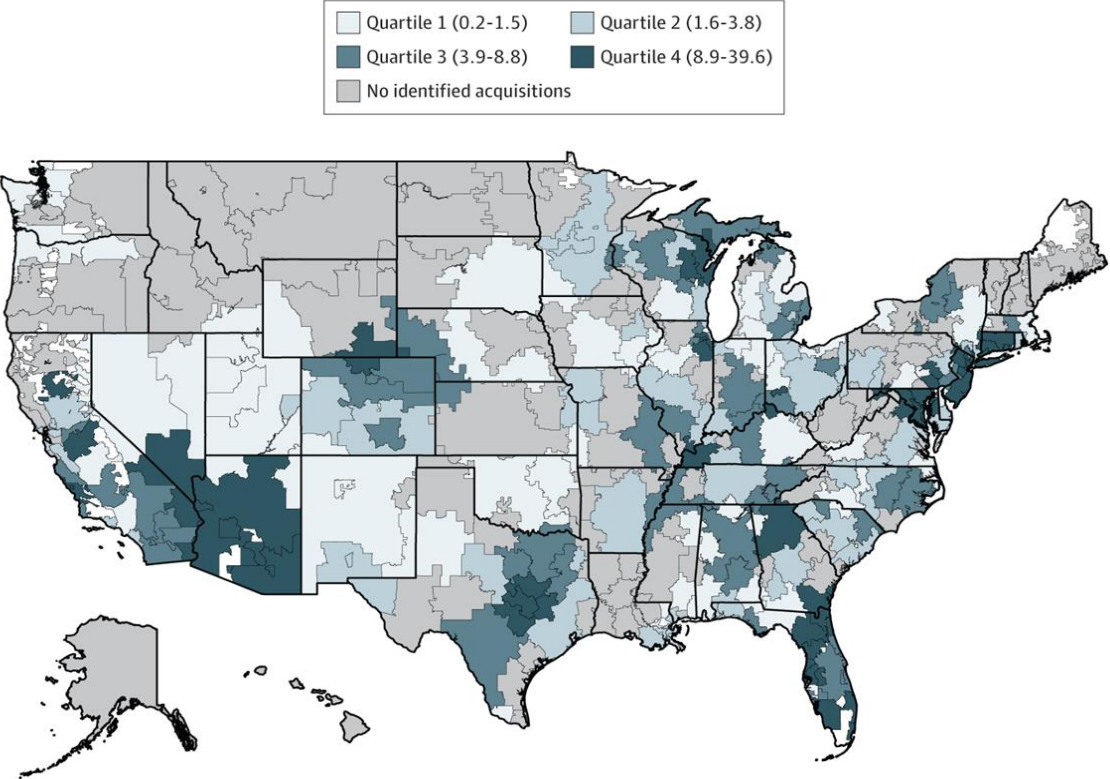 Quartile 1 (0.2-1.5) Quartile 2 (1.6-3.8)
Quartile 3 (3.9-8.8) Quartile 4 (8.9-39.6)
No identified acquisitions